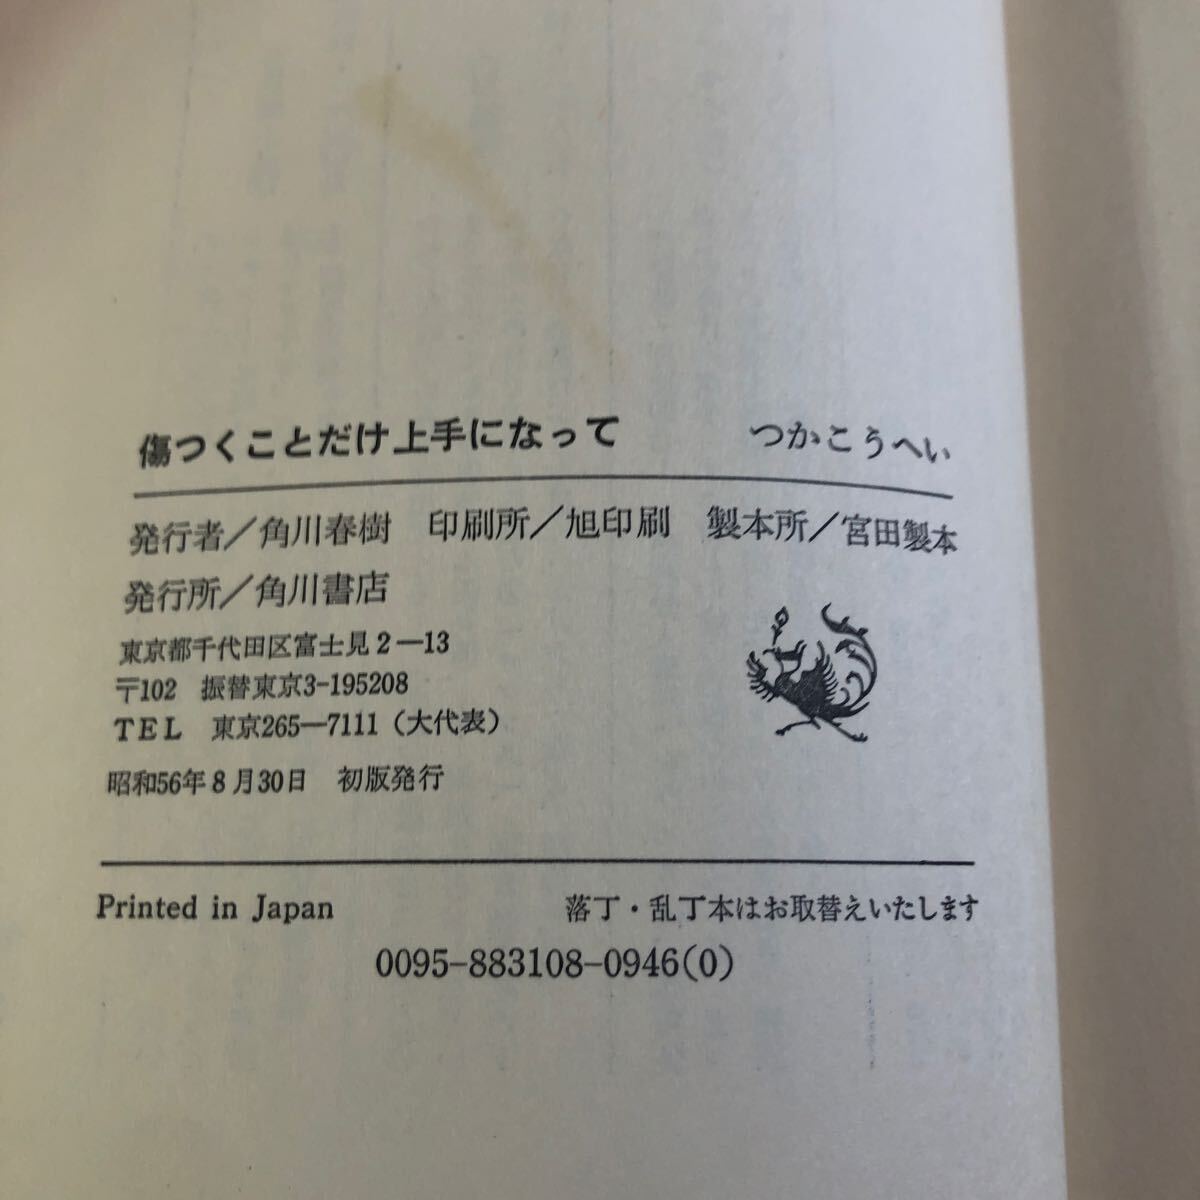 傷つくことだけ上手になって　つかこうへい
発行者／角川春樹　印刷所／旭印刷　製本所／宮田製本
発行所／角川書店
東京都千代田区富士見2―13
〒102　振替東京3-195208
TEL　東京265―7111（大代表）
昭和56年8月30日　初版発行
Printed in Japan　落丁・乱丁本はお取替えいたします
0095-883108-0946(0)